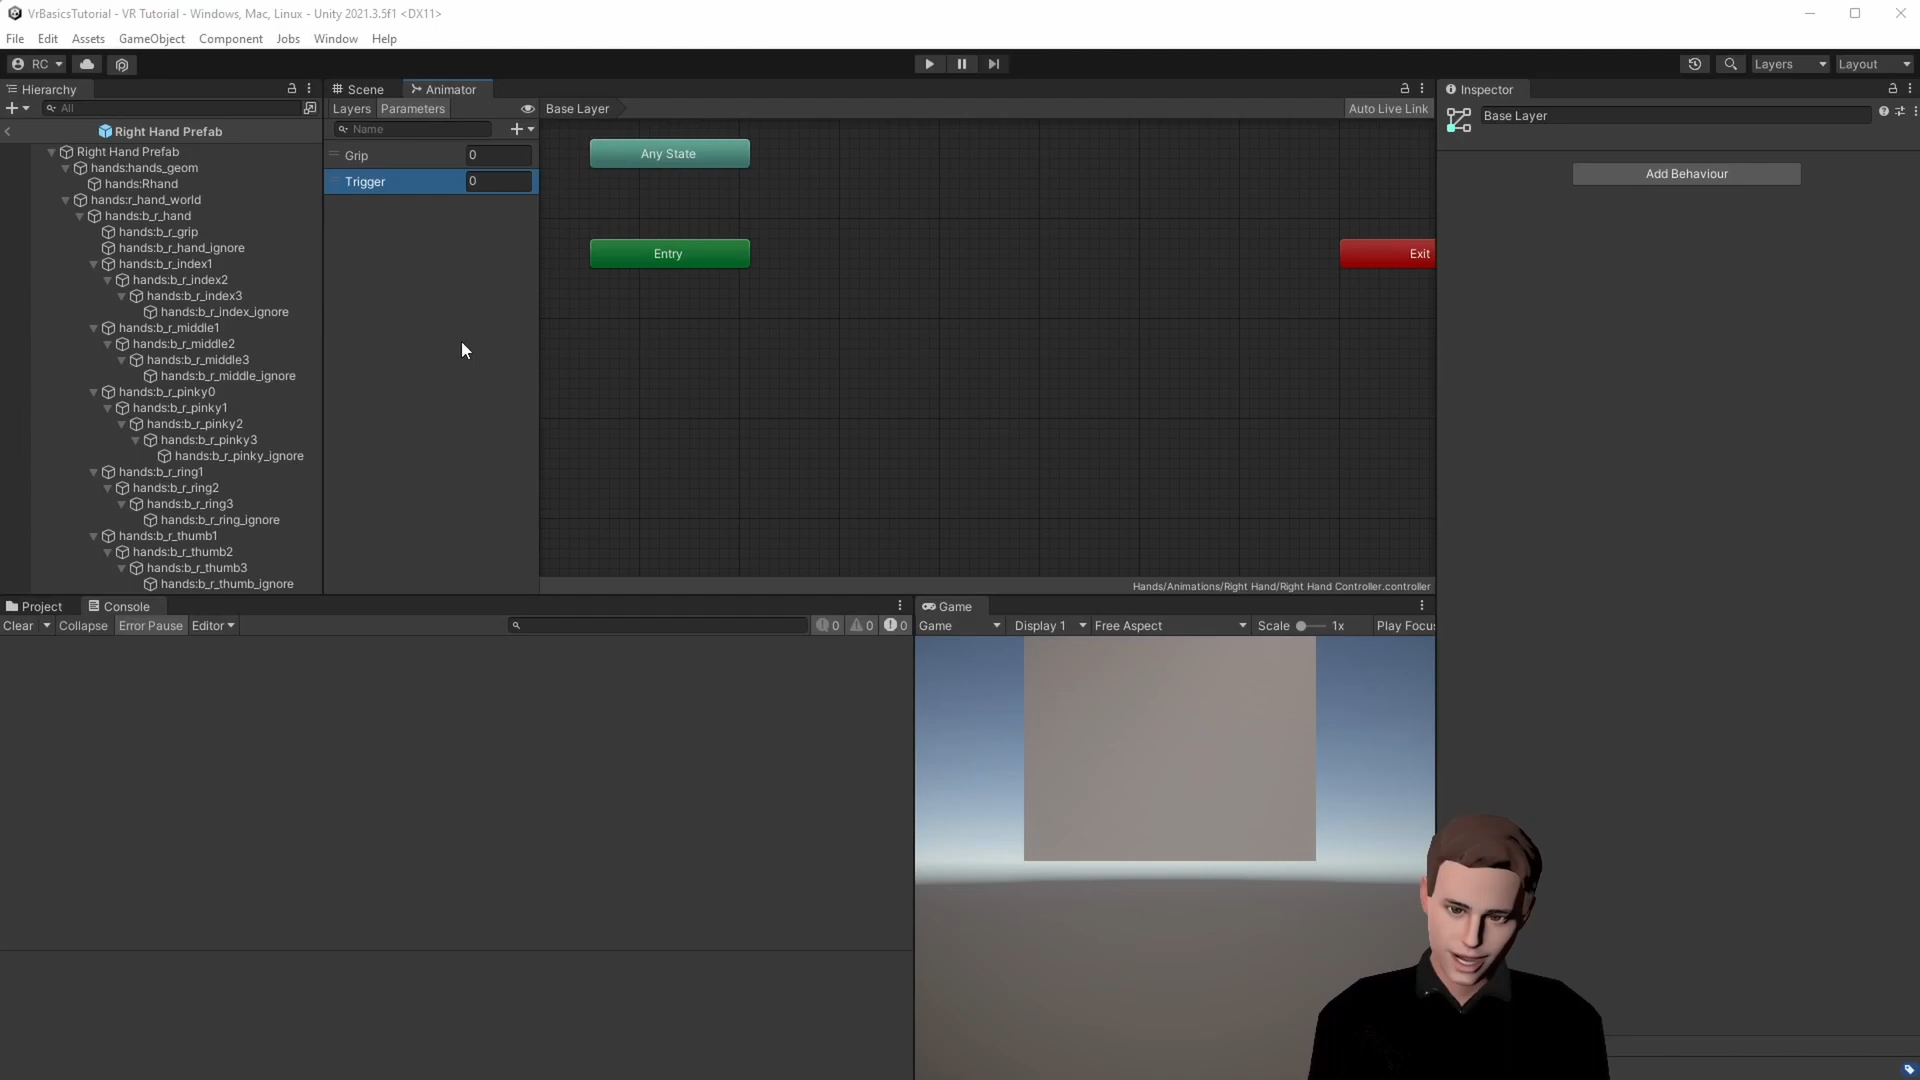 VrBasicsTutorial - VR Tutorial - Windows, Mac, Linux - Unity 2021.3.5f1 <DX11>
File Edit Assets GameObject Component Jobs Window Help
RC Layers Layout
Hierarchy
All
Right Hand Prefab
Right Hand Prefab
hands:hands_geom
hands:Rhand
hands:r_hand_world
hands:b_r_hand
hands:b_r_grip
hands:b_r_hand_ignore
hands:b_r_index1
hands:b_r_index2
hands:b_r_index3
hands:b_r_index_ignore
hands:b_r_middle1
hands:b_r_middle2
hands:b_r_middle3
hands:b_r_middle_ignore
hands:b_r_pinky0
hands:b_r_pinky1
hands:b_r_pinky2
hands:b_r_pinky3
hands:b_r_pinky_ignore
hands:b_r_ring1
hands:b_r_ring2
hands:b_r_ring3
hands:b_r_ring_ignore
hands:b_r_thumb1
hands:b_r_thumb2
hands:b_r_thumb3
hands:b_r_thumb_ignore
Scene Animator
Layers Parameters Base Layer Auto Live Link
Name
Grip 0
Trigger 0
Any State
Entry
Exit
Hands/Animations/Right Hand/Right Hand Controller.controller
Inspector
Base Layer
Add Behaviour
Project Console
Clear Collapse Error Pause Editor 0 0 0
Game
Game Display 1 Free Aspect Scale 1x Play Focus